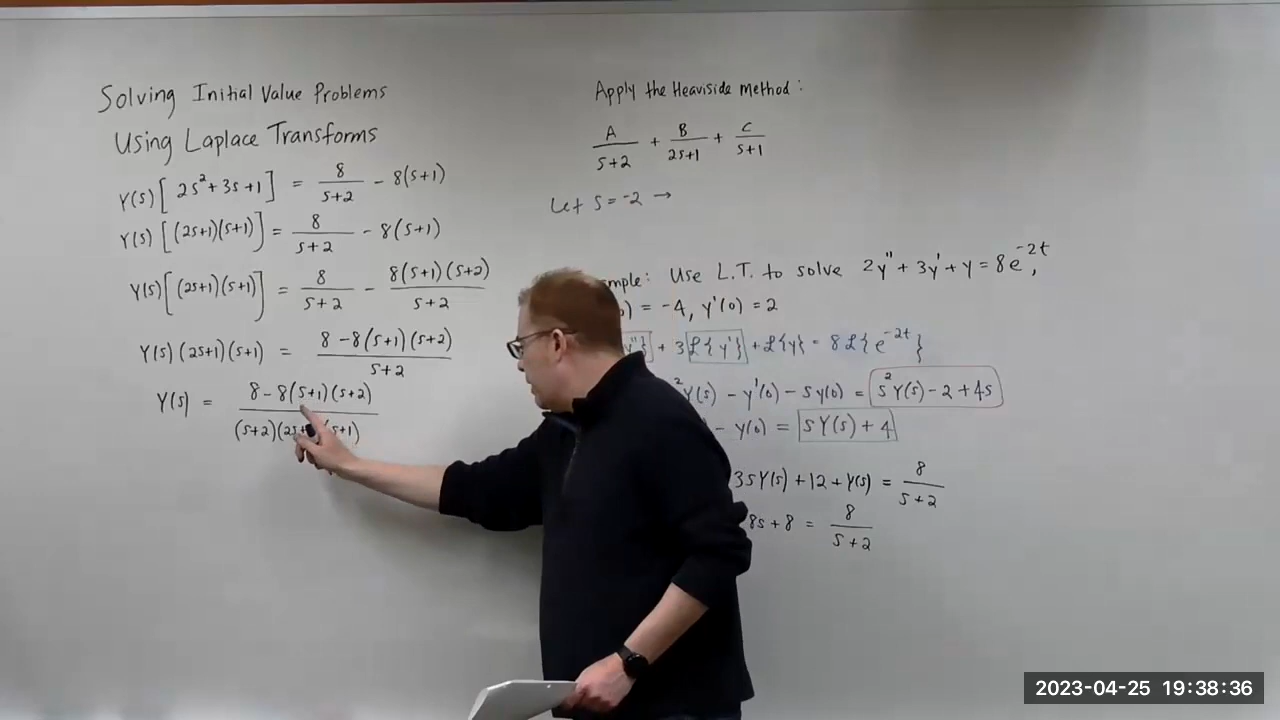 Solving Initial Value Problems
Using Laplace Transforms
Y(s) [ 2s² + 3s + 1 ] = 8/(s+2) - 8(s+1)
Y(s) [(2s+1)(s+1)] = 8/(s+2) - 8(s+1)
Y(s) [(2s+1)(s+1)] = 8/(s+2) - 8(s+1)(s+2)/(s+2)
Y(s) (2s+1)(s+1) = (8 - 8(s+1)(s+2))/(s+2)
Y(s) = (8 - 8(s+1)(s+2))/((s+2)(2s (s+1))
Apply the Heaviside method:
A/(s+2) + B/(2s+1) + C/(s+1)
Let s = -2 →
mple: Use L.T. to solve 2y'' + 3y' + y = 8e^{-2t},
) = -4, y'(0) = 2
y''} + 3 ℒ{y'} + ℒ{y} = 8ℒ{e^{-2t}}
²Y(s) - y'(0) - sy(0) = s²Y(s) - 2 + 4s
- y(0) = sY(s) + 4
3sY(s) + 12 + Y(s) = 8/(s+2)
8s + 8 = 8/(s+2)
2023-04-25 19:38:36